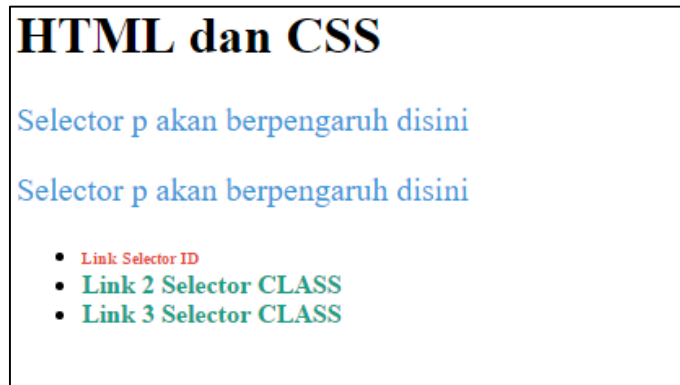 HTML dan CSS
Selector p akan berpengaruh disini
Selector p akan berpengaruh disini
Link Selector ID
Link 2 Selector CLASS
Link 3 Selector CLASS